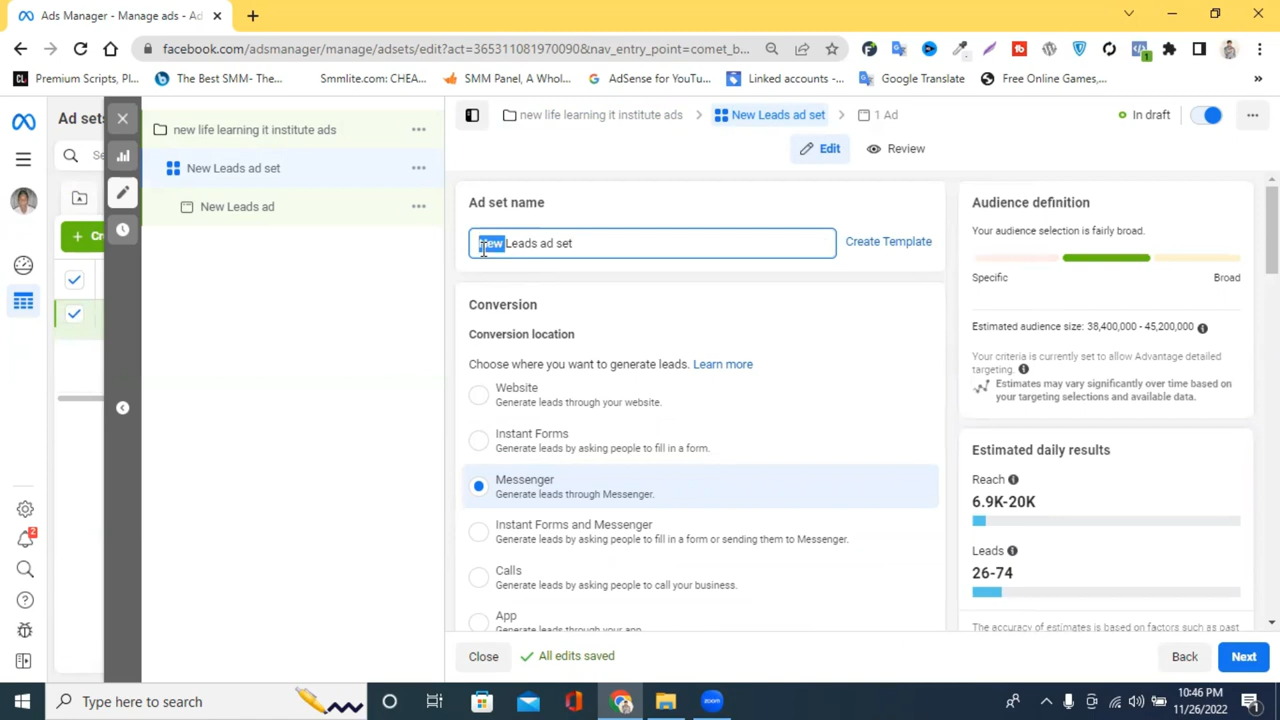 Ads Manager - Manage ads - Ad
facebook.com/adsmanager/manage/adsets/edit?act=365311081970090&nav_entry_point=comet_b...
Premium Scripts, Pl...
The Best SMM- The...
Smmlite.com: CHEA...
SMM Panel, A Whol...
AdSense for YouTu...
Linked accounts -...
Google Translate
Free Online Games,...
Ad sets
new life learning it institute ads
New Leads ad set
New Leads ad
new life learning it institute ads
New Leads ad set
1 Ad
In draft
Edit
Review
Ad set name
New Leads ad set
Create Template
Conversion
Conversion location
Choose where you want to generate leads. Learn more
Website
Generate leads through your website.
Instant Forms
Generate leads by asking people to fill in a form.
Messenger
Generate leads through Messenger.
Instant Forms and Messenger
Generate leads by asking people to fill in a form or sending them to Messenger.
Calls
Generate leads by asking people to call your business.
App
Generate leads through your app.
Audience definition
Your audience selection is fairly broad.
Specific
Broad
Estimated audience size: 38,400,000 - 45,200,000
Your criteria is currently set to allow Advantage detailed
targeting.
Estimates may vary significantly over time based on
your targeting selections and available data.
Estimated daily results
Reach
6.9K-20K
Leads
26-74
The accuracy of estimates is based on factors such as past
Close
All edits saved
Back
Next
2
Type here to search
zoom
10:46 PM
11/26/2022
1